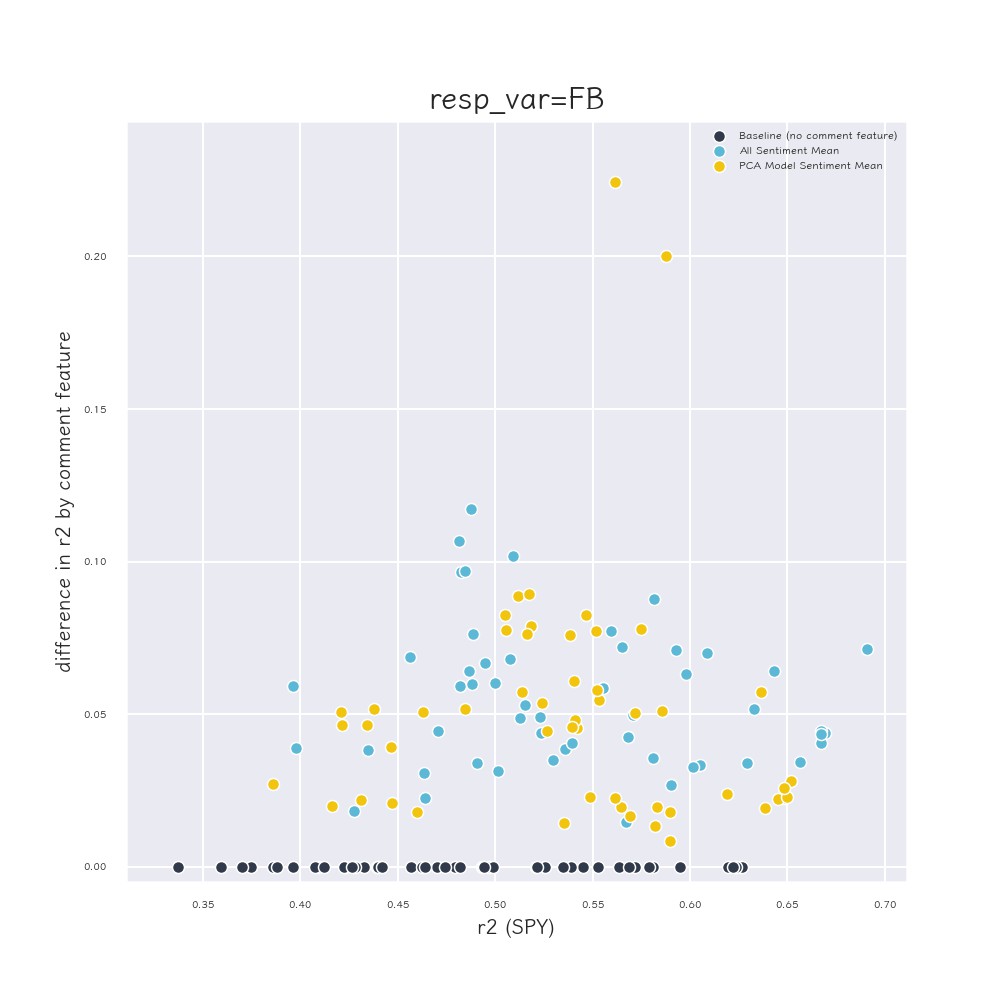 resp_var=FB
Baseline (no comment feature)
All Sentiment Mean
PCA Model Sentiment Mean
difference in r2 by comment feature
0.20
0.15
0.10
0.05
0.00
0.35 0.40 0.45 0.50 0.55 0.60 0.65 0.70
r2 (SPY)